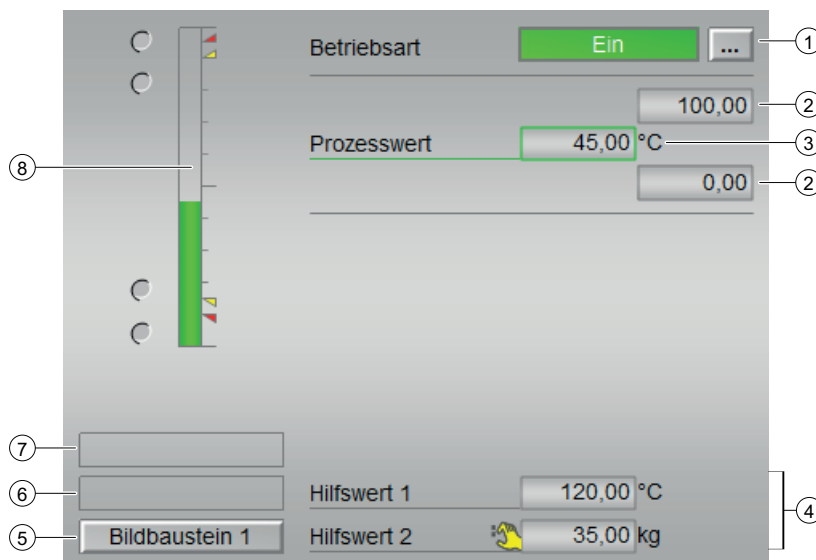 Betriebsart Ein ... 1
100,00 2
Prozesswert 45,00 °C 3
8
0,00 2
7
6 Hilfswert 1 120,00 °C
4
5 Bildbaustein 1 Hilfswert 2 35,00 kg